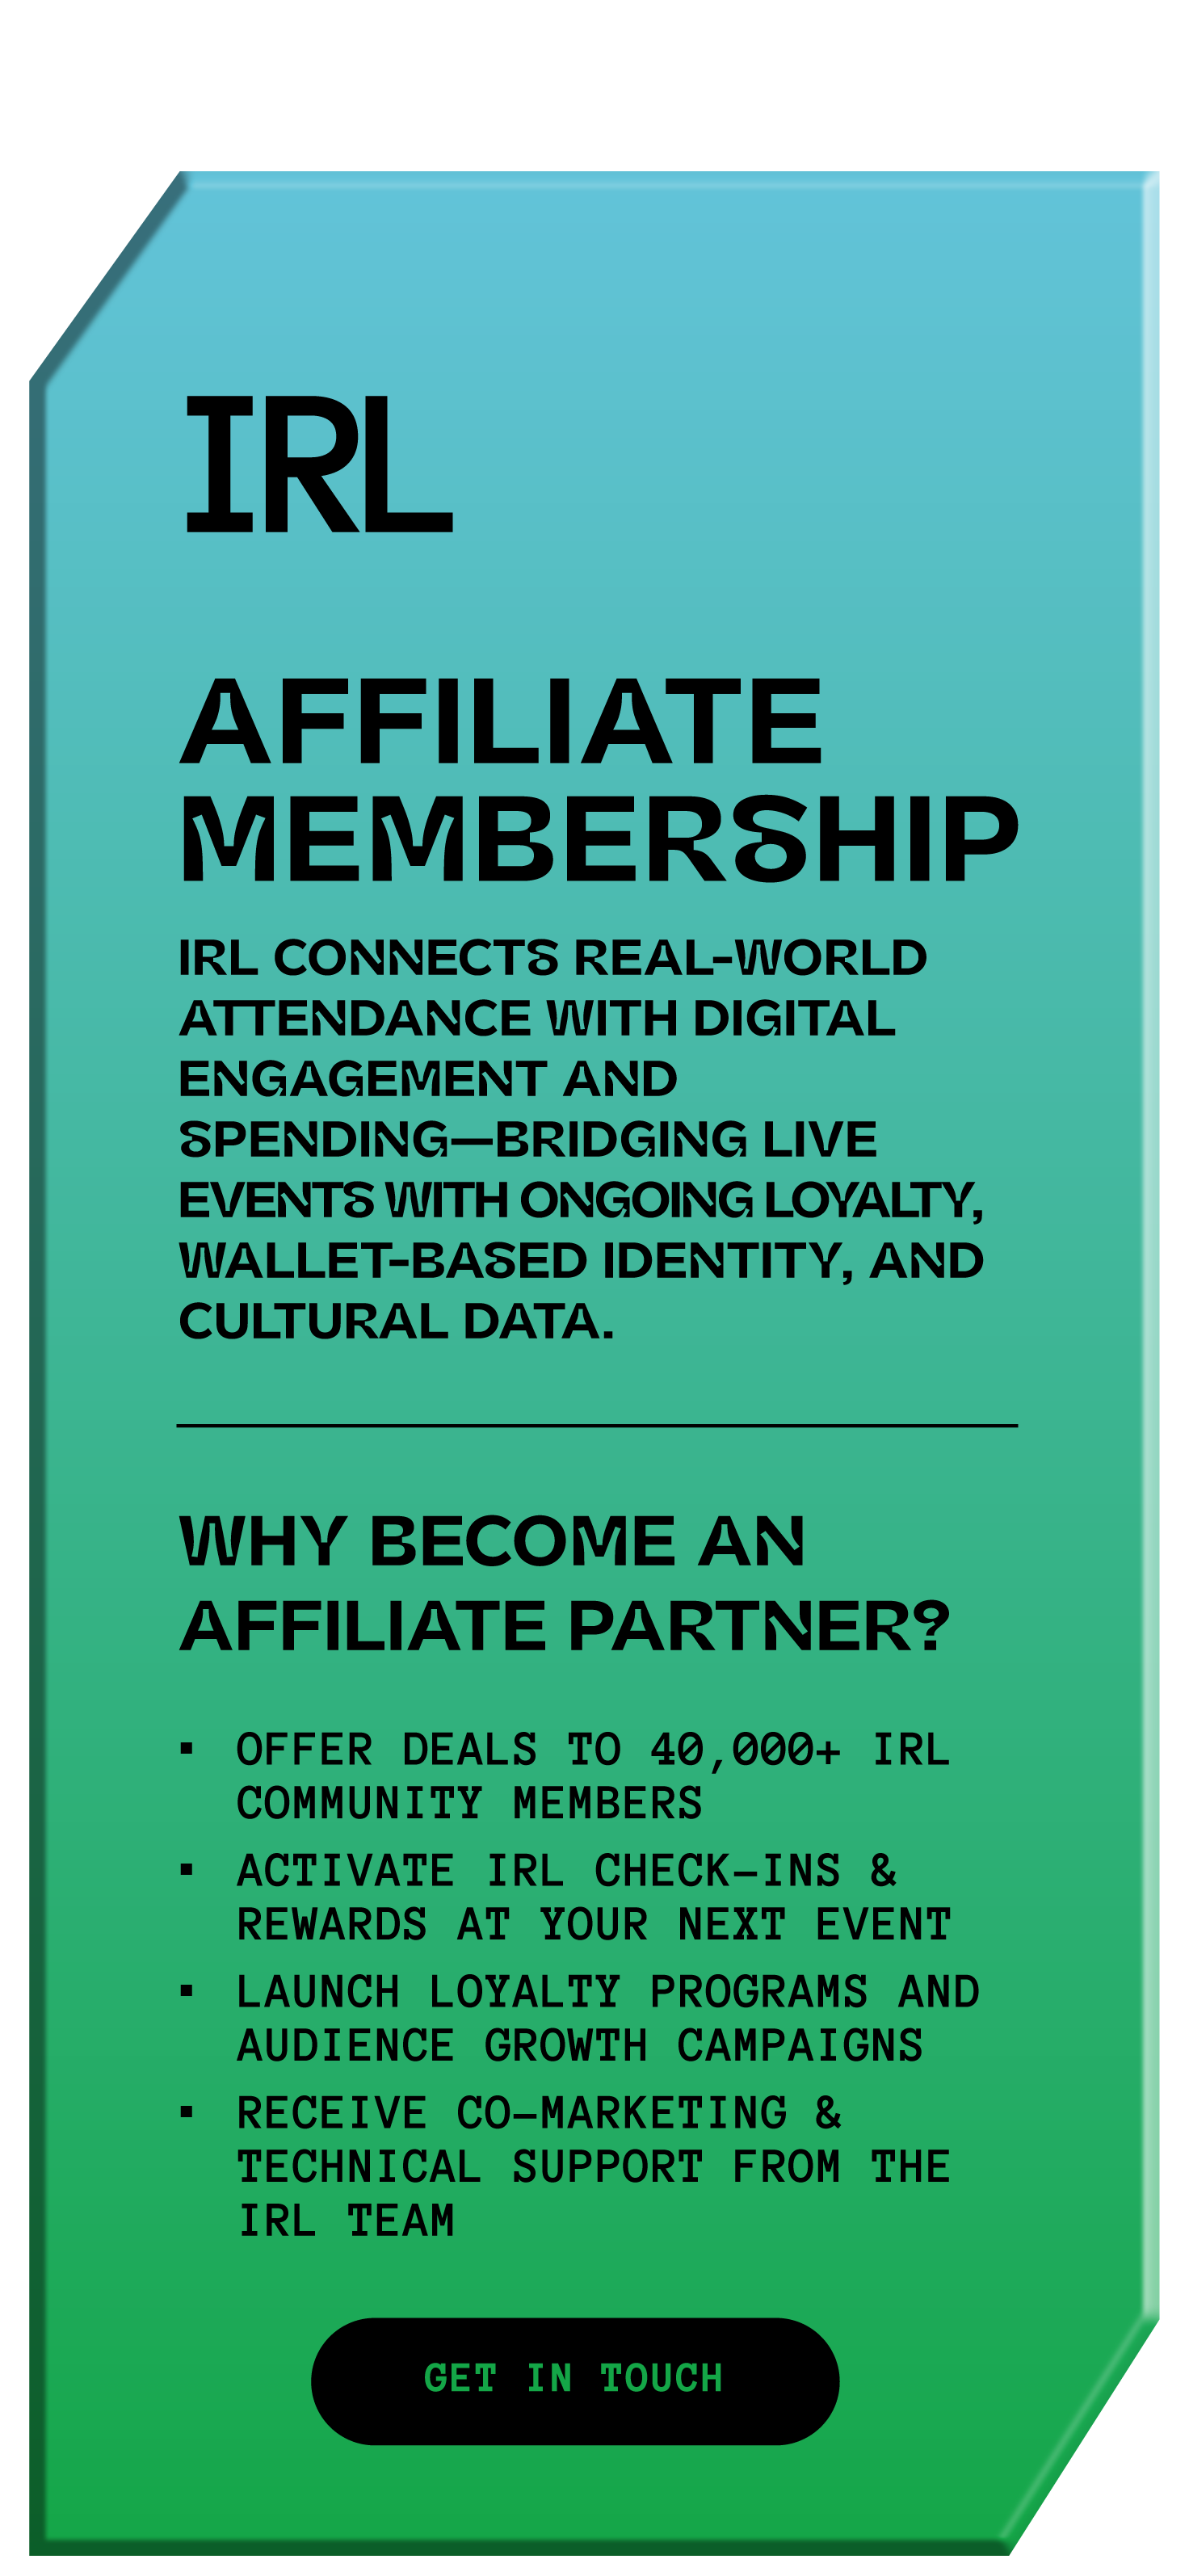 IRL
AFFILIATE
MEMBERSHIP
IRL CONNECTS REAL-WORLD
ATTENDANCE WITH DIGITAL
ENGAGEMENT AND
SPENDING—BRIDGING LIVE
EVENTS WITH ONGOING LOYALTY,
WALLET-BASED IDENTITY, AND
CULTURAL DATA.
WHY BECOME AN
AFFILIATE PARTNER?
▪ OFFER DEALS TO 40,000+ IRL
COMMUNITY MEMBERS
▪ ACTIVATE IRL CHECK-INS &
REWARDS AT YOUR NEXT EVENT
▪ LAUNCH LOYALTY PROGRAMS AND
AUDIENCE GROWTH CAMPAIGNS
▪ RECEIVE CO-MARKETING &
TECHNICAL SUPPORT FROM THE
IRL TEAM
GET IN TOUCH